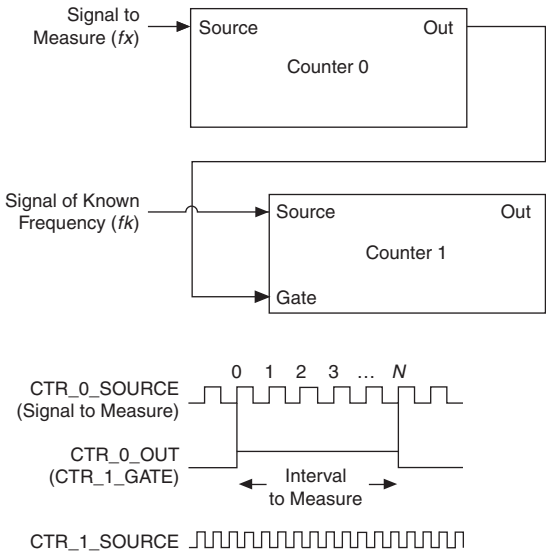 Signal to
Measure (fx)
Source
Out
Counter 0
Signal of Known
Frequency (fk)
Source
Out
Counter 1
Gate
0 1 2 3 … N
CTR_0_SOURCE
(Signal to Measure)
CTR_0_OUT
(CTR_1_GATE)
Interval
to Measure
CTR_1_SOURCE